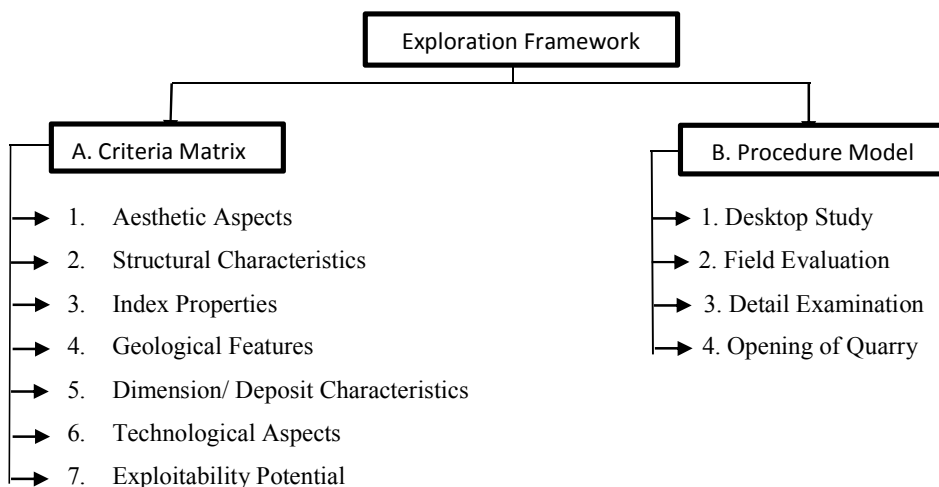 Exploration Framework
A. Criteria Matrix
1. Aesthetic Aspects
2. Structural Characteristics
3. Index Properties
4. Geological Features
5. Dimension/ Deposit Characteristics
6. Technological Aspects
7. Exploitability Potential
B. Procedure Model
1. Desktop Study
2. Field Evaluation
3. Detail Examination
4. Opening of Quarry